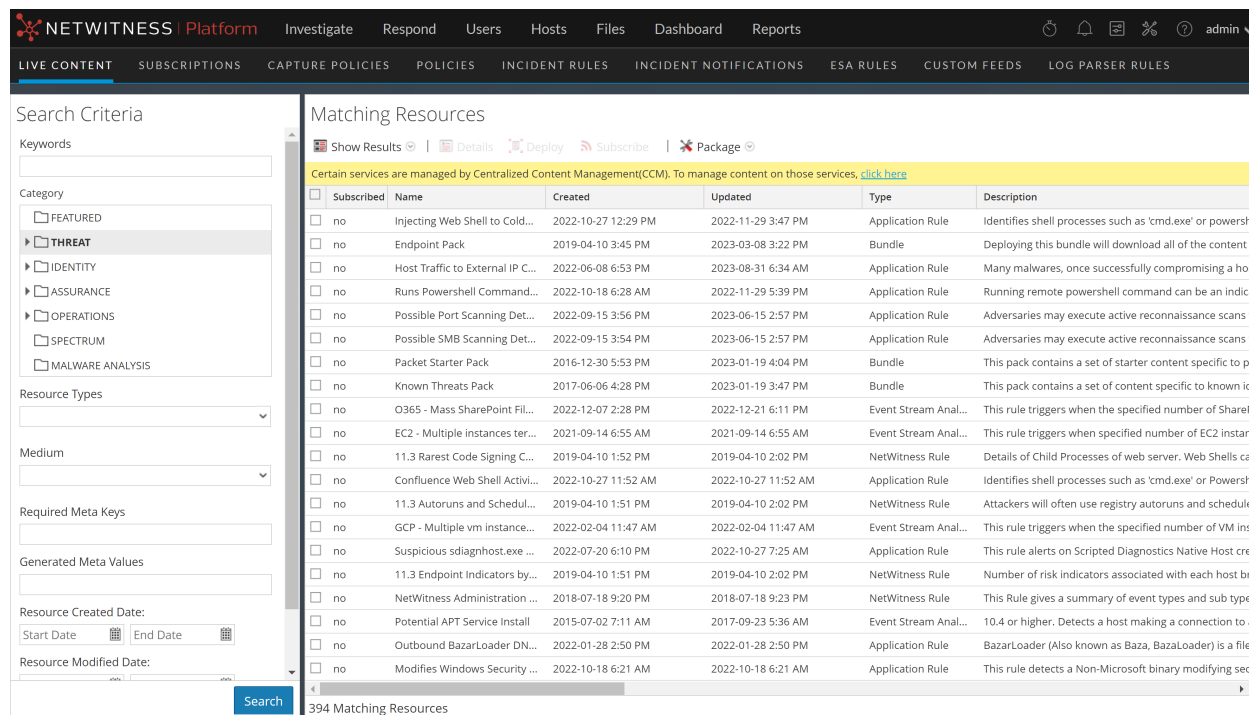 NETWITNESS | Platform Investigate Respond Users Hosts Files Dashboard Reports admin
LIVE CONTENT SUBSCRIPTIONS CAPTURE POLICIES POLICIES INCIDENT RULES INCIDENT NOTIFICATIONS ESA RULES CUSTOM FEEDS LOG PARSER RULES
Search Criteria
Keywords
Category
FEATURED
THREAT
IDENTITY
ASSURANCE
OPERATIONS
SPECTRUM
MALWARE ANALYSIS
Resource Types
Medium
Required Meta Keys
Generated Meta Values
Resource Created Date:
Start Date End Date
Resource Modified Date:
Search
Matching Resources
Show Results | Details Deploy Subscribe | Package
Certain services are managed by Centralized Content Management(CCM). To manage content on those services, click here
Subscribed Name Created Updated Type Description
no Injecting Web Shell to Cold... 2022-10-27 12:29 PM 2022-11-29 3:47 PM Application Rule Identifies shell processes such as 'cmd.exe' or powersh
no Endpoint Pack 2019-04-10 3:45 PM 2023-03-08 3:22 PM Bundle Deploying this bundle will download all of the content
no Host Traffic to External IP C... 2022-06-08 6:53 PM 2023-08-31 6:34 AM Application Rule Many malwares, once successfully compromising a ho
no Runs Powershell Command... 2022-10-18 6:28 AM 2022-11-29 5:39 PM Application Rule Running remote powershell command can be an indic
no Possible Port Scanning Det... 2022-09-15 3:56 PM 2023-06-15 2:57 PM Application Rule Adversaries may execute active reconnaissance scans
no Possible SMB Scanning Det... 2022-09-15 3:54 PM 2023-06-15 2:57 PM Application Rule Adversaries may execute active reconnaissance scans
no Packet Starter Pack 2016-12-30 5:53 PM 2023-01-19 4:04 PM Bundle This pack contains a set of starter content specific to p
no Known Threats Pack 2017-06-06 4:28 PM 2023-01-19 3:47 PM Bundle This pack contains a set of content specific to known ic
no O365 - Mass SharePoint Fil... 2022-12-07 2:28 PM 2022-12-21 6:11 PM Event Stream Anal... This rule triggers when the specified number of ShareP
no EC2 - Multiple instances ter... 2021-09-14 6:55 AM 2021-09-14 6:55 AM Event Stream Anal... This rule triggers when specified number of EC2 instan
no 11.3 Rarest Code Signing C... 2019-04-10 1:52 PM 2019-04-10 2:02 PM NetWitness Rule Details of Child Processes of web server. Web Shells ca
no Confluence Web Shell Activi... 2022-10-27 11:52 AM 2022-10-27 11:52 AM Application Rule Identifies shell processes such as 'cmd.exe' or Powersh
no 11.3 Autoruns and Schedul... 2019-04-10 1:51 PM 2019-04-10 2:02 PM NetWitness Rule Attackers will often use registry autoruns and schedule
no GCP - Multiple vm instance... 2022-02-04 11:47 AM 2022-02-04 11:47 AM Event Stream Anal... This rule triggers when the specified number of VM ins
no Suspicious sdiagnhost.exe ... 2022-07-20 6:10 PM 2022-10-27 7:25 AM Application Rule This rule alerts on Scripted Diagnostics Native Host cre
no 11.3 Endpoint Indicators by... 2019-04-10 1:51 PM 2019-04-10 2:02 PM NetWitness Rule Number of risk indicators associated with each host br
no NetWitness Administration ... 2018-07-18 9:20 PM 2018-07-18 9:23 PM NetWitness Rule This Rule gives a summary of event types and sub type
no Potential APT Service Install 2015-07-02 7:11 AM 2017-09-23 5:36 AM Event Stream Anal... 10.4 or higher. Detects a host making a connection to
no Outbound BazarLoader DN... 2022-01-28 2:50 PM 2022-01-28 2:50 PM Application Rule BazarLoader (Also known as Baza, BazaLoader) is a file
no Modifies Windows Security ... 2022-10-18 6:21 AM 2022-10-18 6:21 AM Application Rule This rule detects a Non-Microsoft binary modifying sec
394 Matching Resources